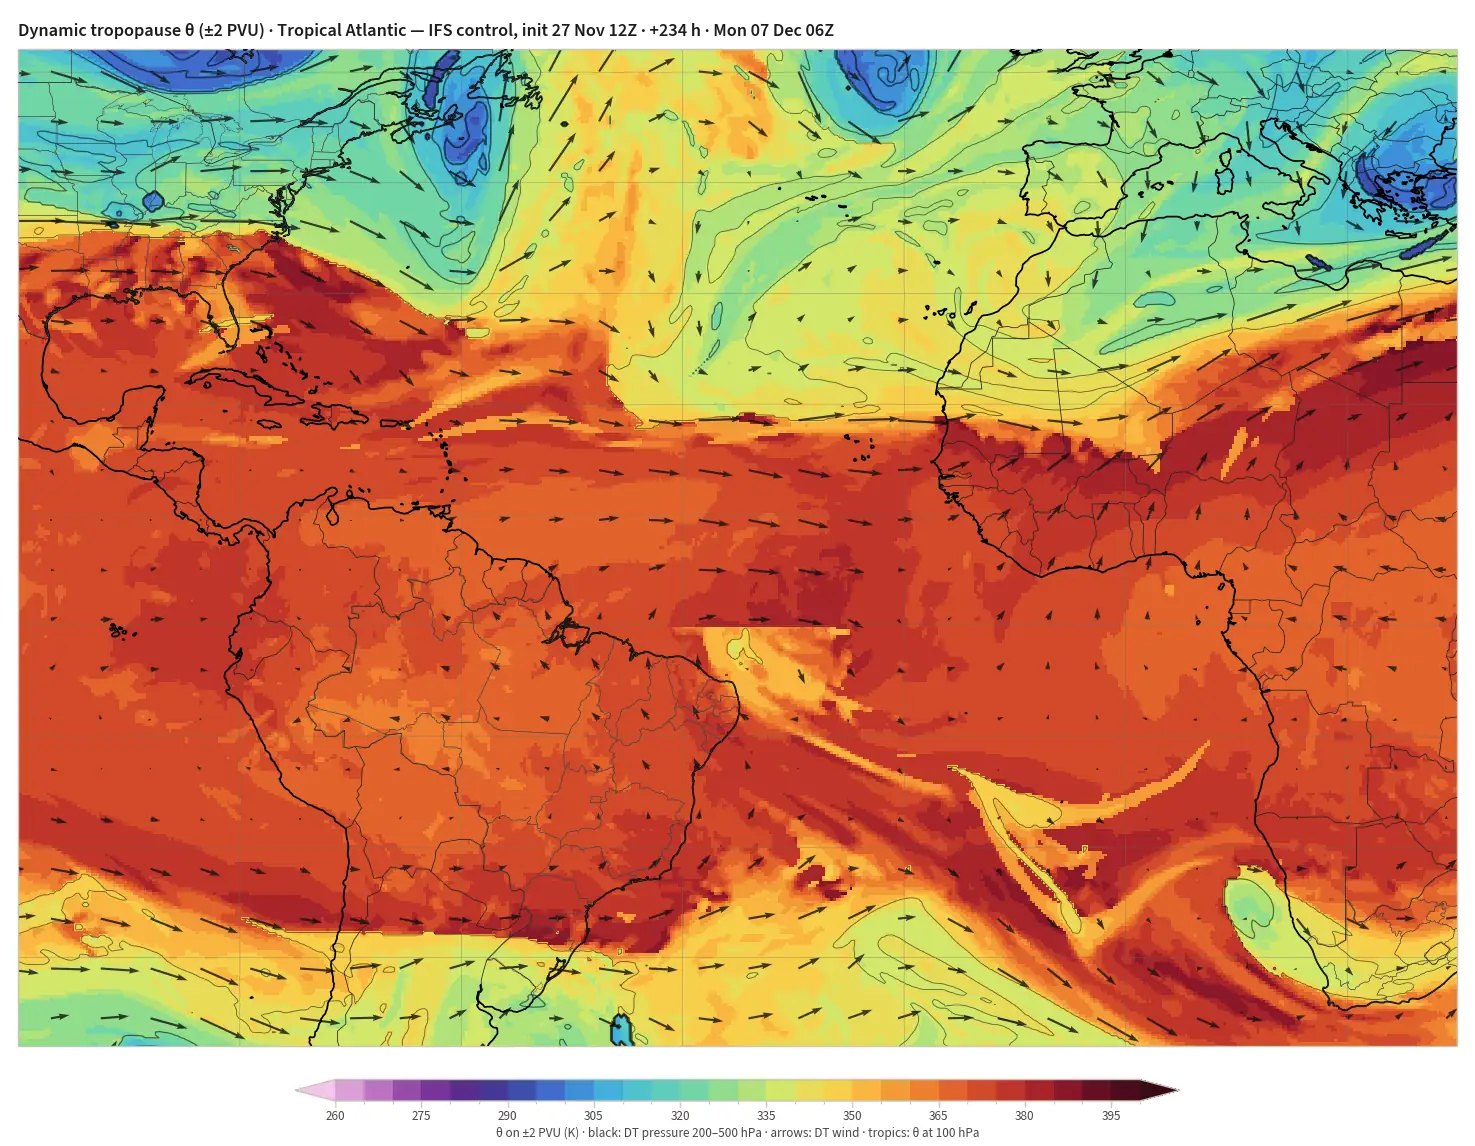 Dynamic tropopause θ (±2 PVU) · Tropical Atlantic — IFS control, init 27 Nov 12Z · +234 h · Mon 07 Dec 06Z
260 275 290 305 320 335 350 365 380 395
θ on ±2 PVU (K) · black: DT pressure 200–500 hPa · arrows: DT wind · tropics: θ at 100 hPa